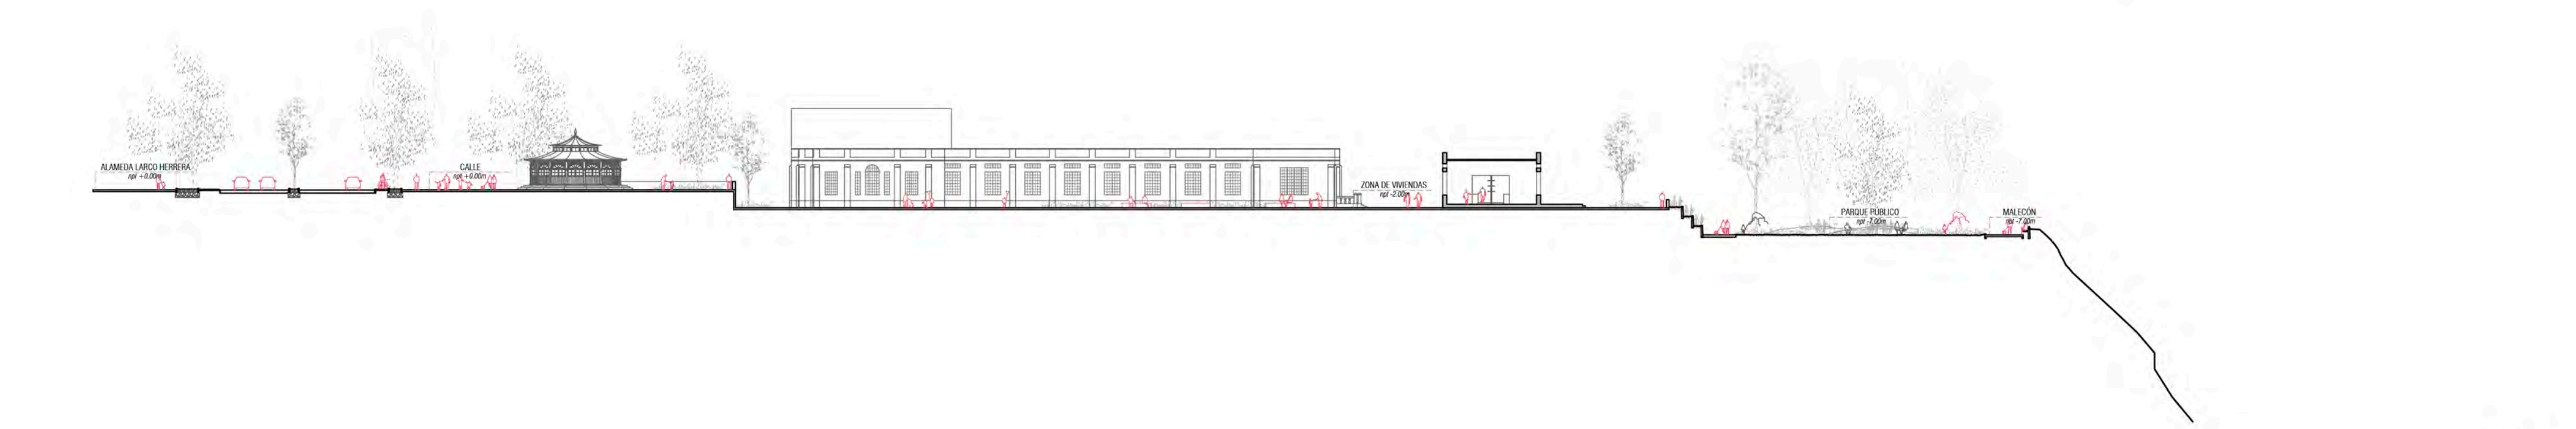 ALAMEDA LARCO HERRERA
npt +0.00m
CALLE
npt +0.00m
ZONA DE VIVIENDAS
npt -2.00m
PARQUE PÚBLICO
npt -7.00m
MALECÓN
npt -7.00m